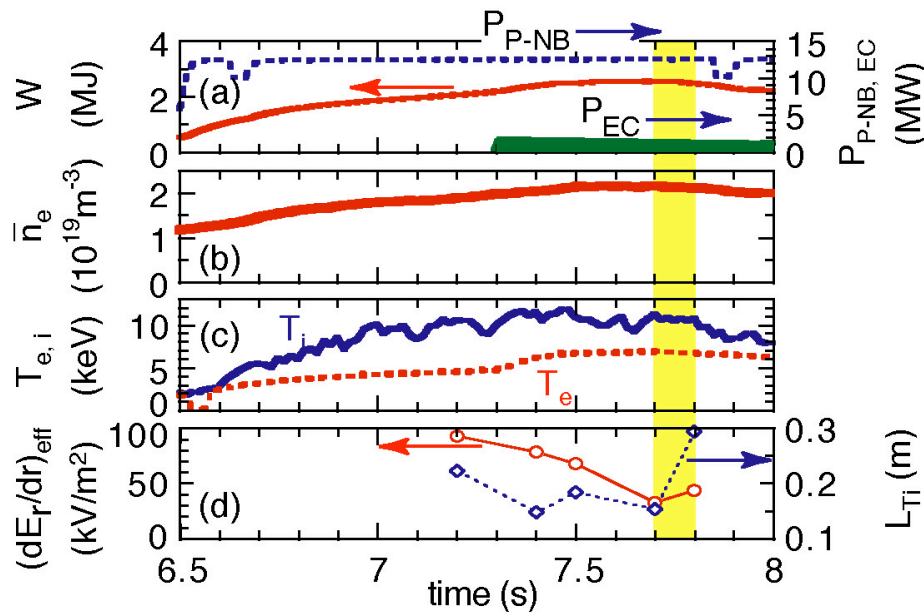 P_P-NB
4
2
0
W
(MJ)
(a)
P_EC
15
10
5
0
P_P-NB, EC
(MW)
2
1
0
n̄_e
(10^19 m^-3)
(b)
10
5
0
T_e,i
(keV)
(c)
T_i
T_e
100
50
0
(dE_r/dr)_eff
(kV/m^2)
(d)
0.3
0.2
0.1
L_Ti (m)
6.5 7 7.5 8
time (s)